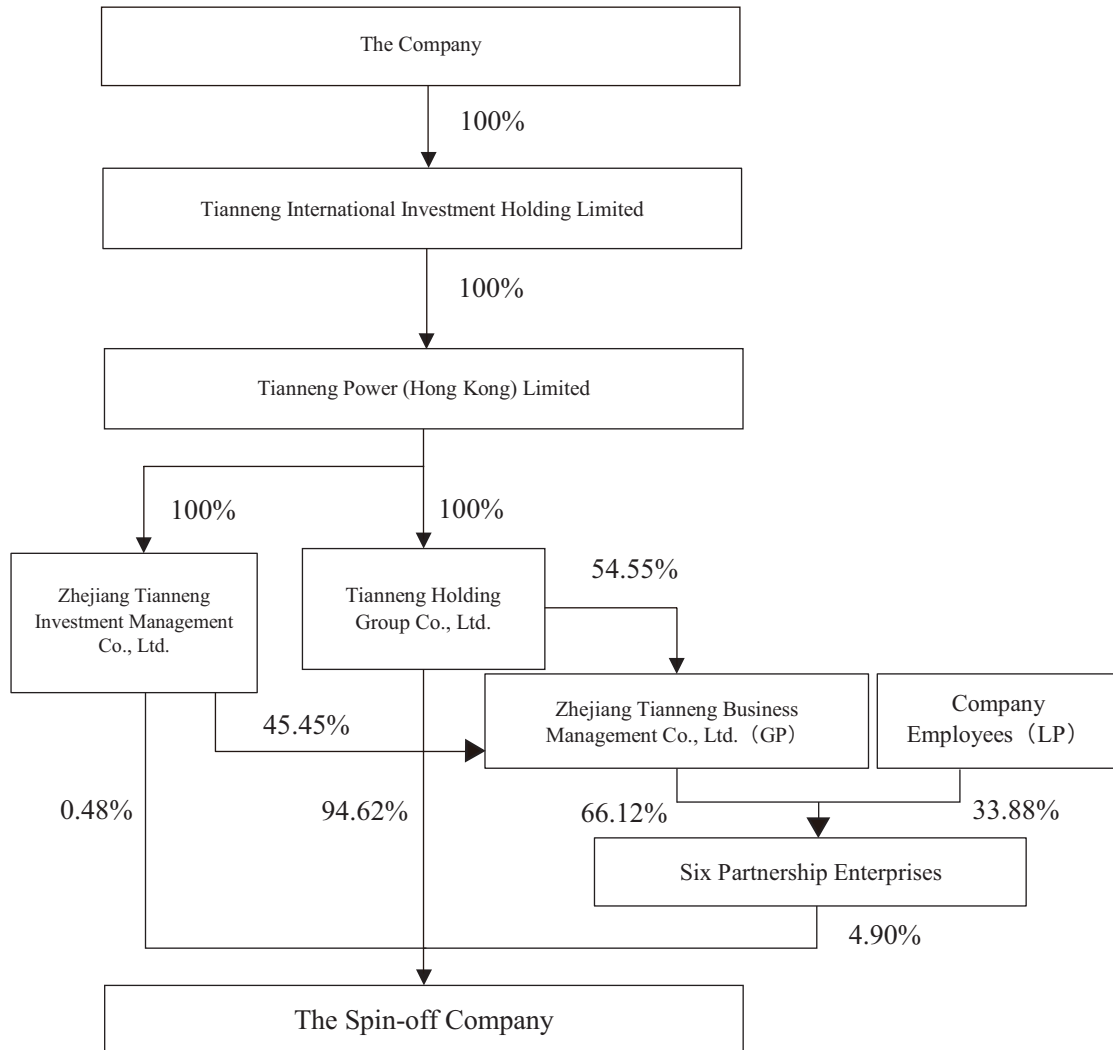 The Company
100%
Tianneng International Investment Holding Limited
100%
Tianneng Power (Hong Kong) Limited
100%
100%
Zhejiang Tianneng
Investment Management
Co., Ltd.
Tianneng Holding
Group Co., Ltd.
54.55%
45.45%
Zhejiang Tianneng Business
Management Co., Ltd.（GP）
Company
Employees（LP）
0.48%
94.62%
66.12%
33.88%
Six Partnership Enterprises
4.90%
The Spin-off Company